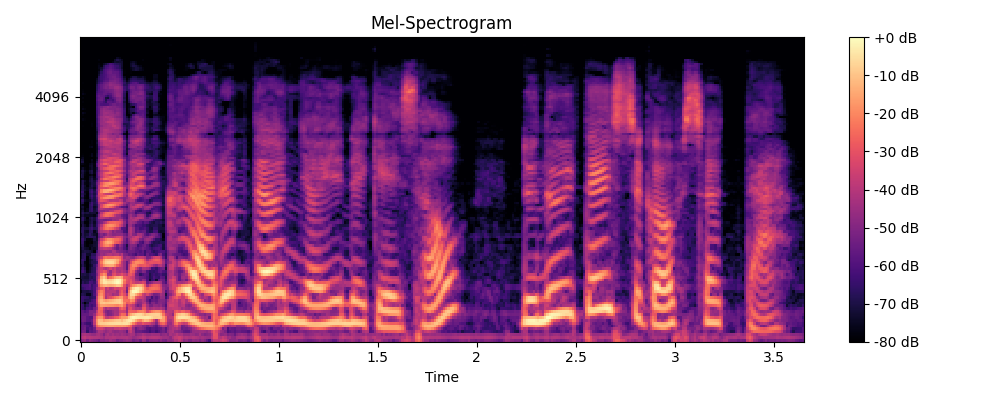 Mel-Spectrogram
+0 dB
4096
-10 dB
-20 dB
2048
-30 dB
Hz
1024
-40 dB
-50 dB
512
-60 dB
-70 dB
0
-80 dB
0 0.5 1 1.5 2 2.5 3 3.5
Time